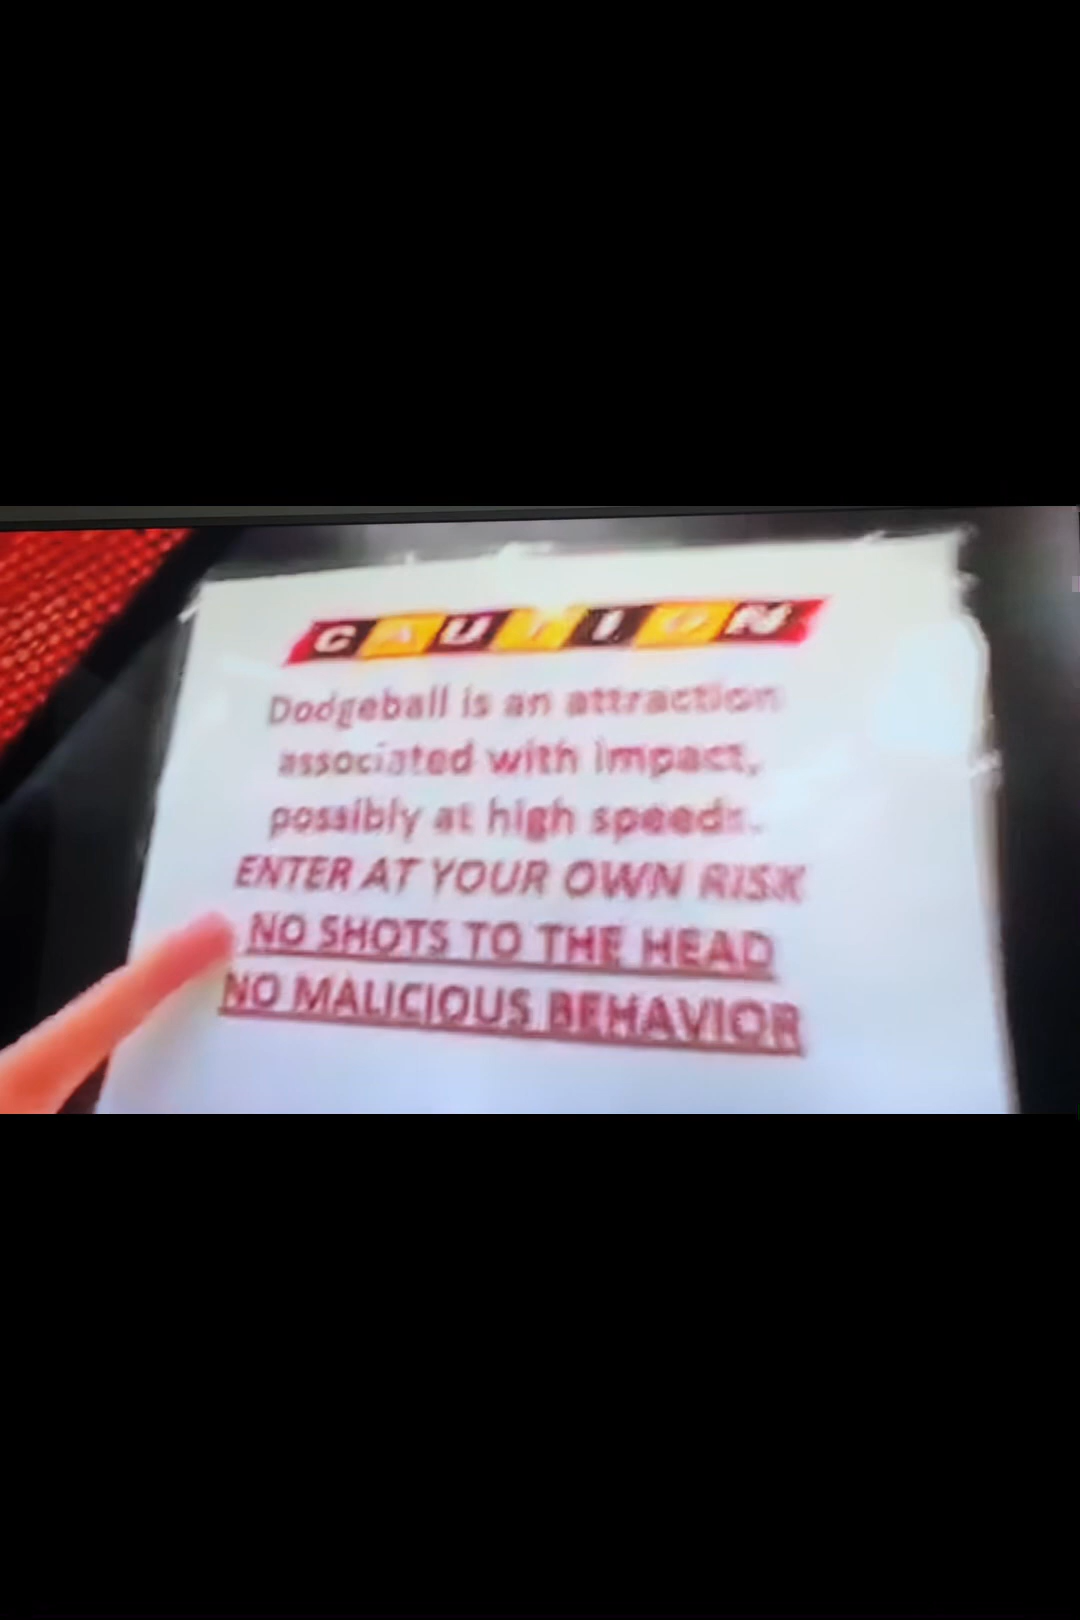 CAUTION
Dodgeball is an attraction
associated with impact,
possibly at high speeds.
ENTER AT YOUR OWN RISK
NO SHOTS TO THE HEAD
NO MALICIOUS BEHAVIOR